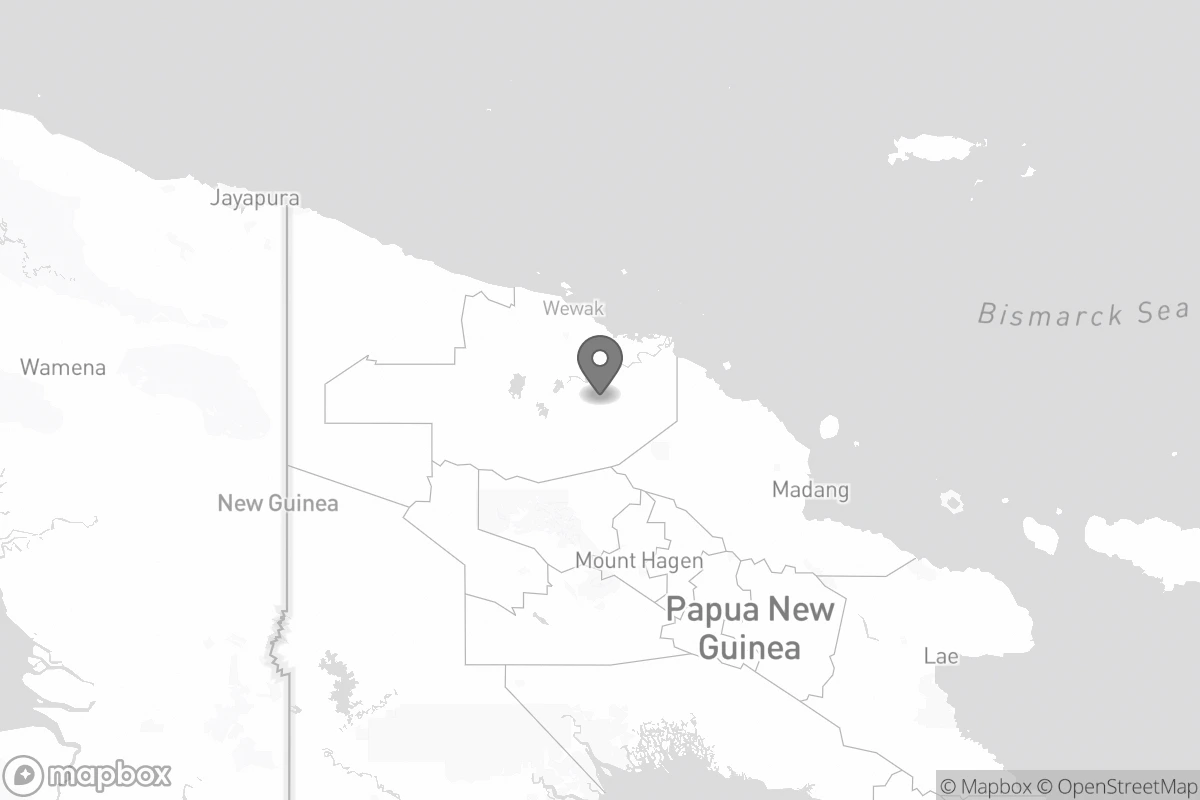 Jayapura
Wewak
Bismarck Sea
Wamena
Madang
New Guinea
Mount Hagen
Papua New
Guinea
Lae
mapbox
© Mapbox © OpenStreetMap